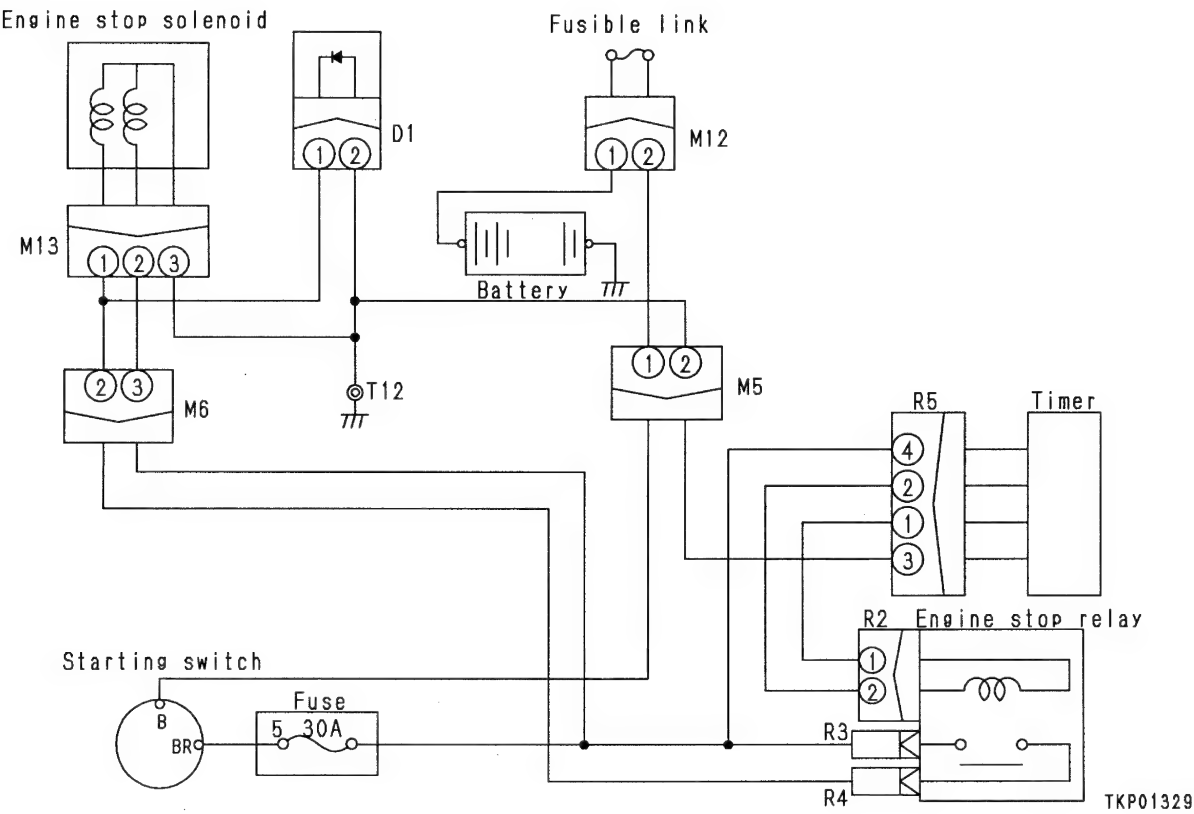 Engine stop solenoid
Fusible link
D1
1 2
M12
1 2
M13
1 2 3
Battery
1 2
M5
2 3
M6
T12
R5
Timer
4
2
1
3
R2 Engine stop relay
1
2
Starting switch
B
Fuse
5 30A
BR
R3
R4
TKP01329